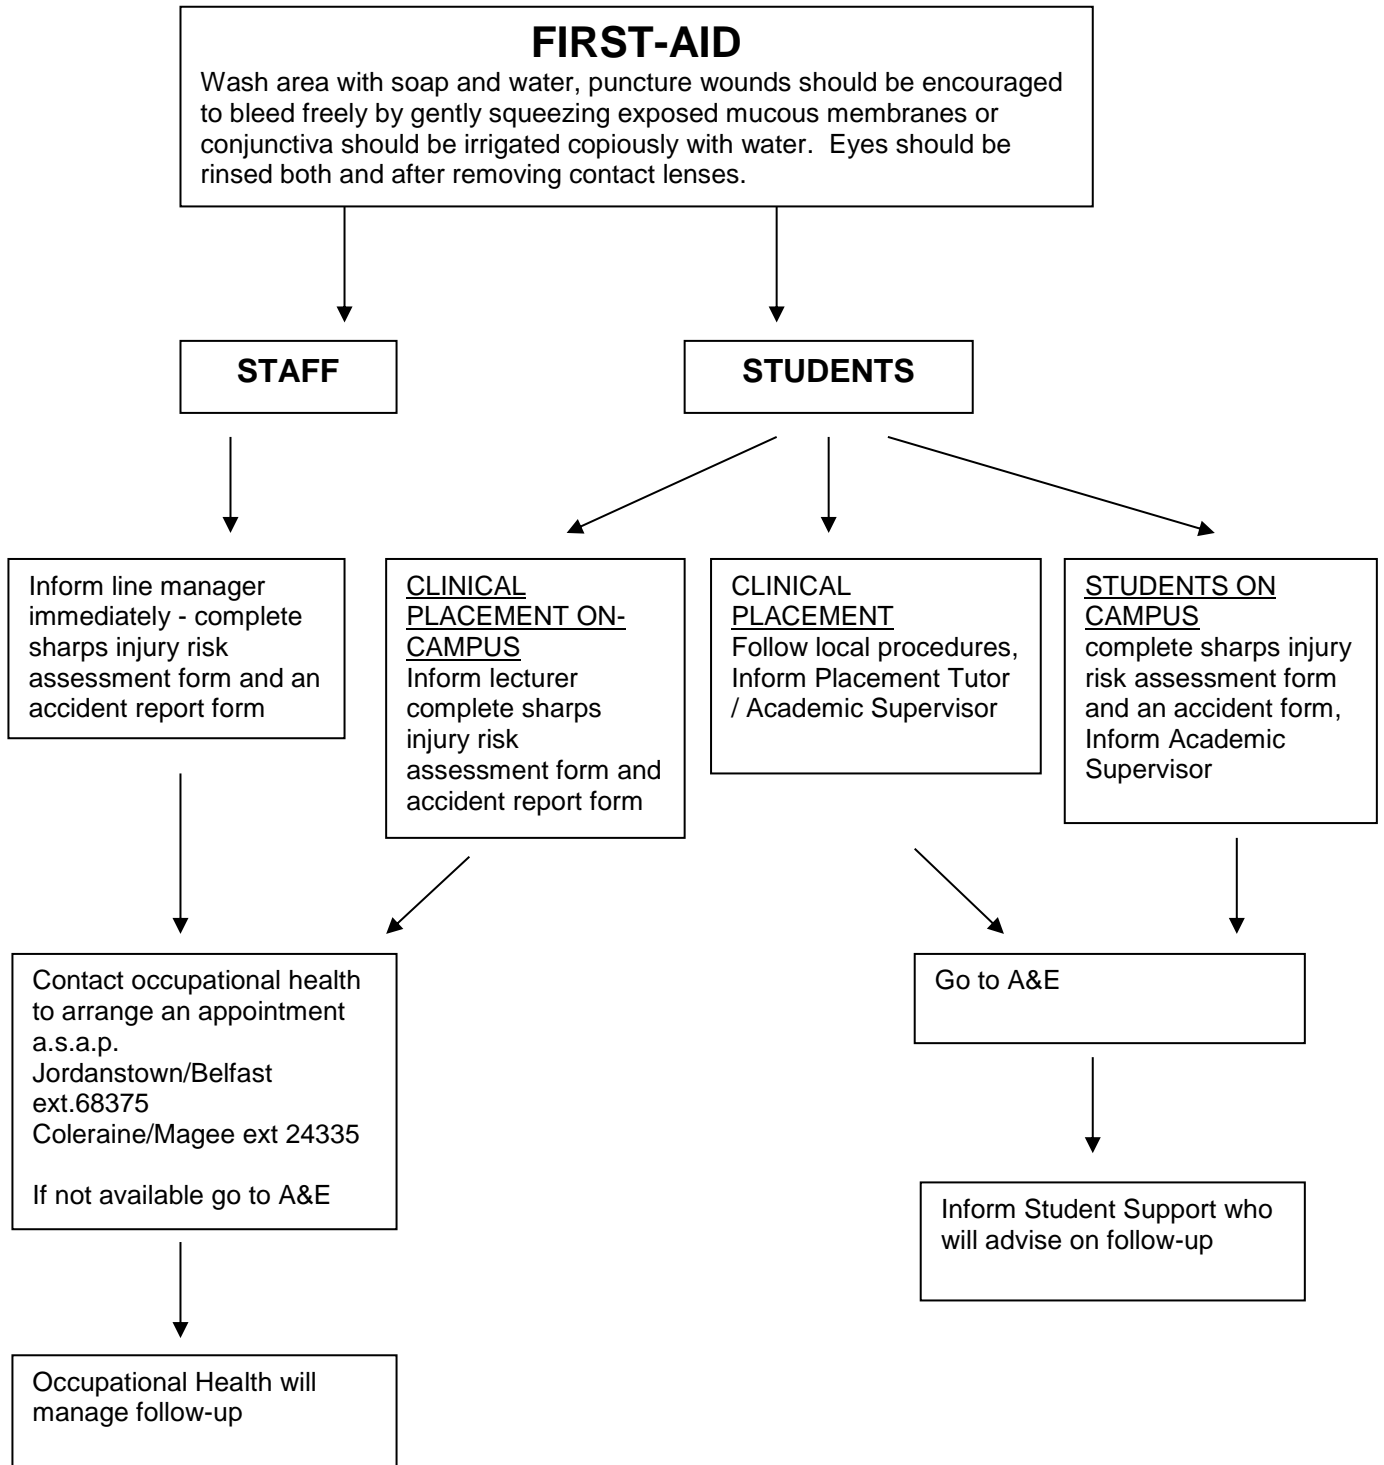 FIRST-AID
Wash area with soap and water, puncture wounds should be encouraged
to bleed freely by gently squeezing exposed mucous membranes or
conjunctiva should be irrigated copiously with water.  Eyes should be
rinsed both and after removing contact lenses.
STAFF
STUDENTS
Inform line manager
immediately - complete
sharps injury risk
assessment form and an
accident report form
CLINICAL
PLACEMENT ON-
CAMPUS
Inform lecturer
complete sharps
injury risk
assessment form and
accident report form
CLINICAL
PLACEMENT
Follow local procedures,
Inform Placement Tutor
/ Academic Supervisor
STUDENTS ON
CAMPUS
complete sharps injury
risk assessment form
and an accident form,
Inform Academic
Supervisor
Contact occupational health
to arrange an appointment
a.s.a.p.
Jordanstown/Belfast
ext.68375
Coleraine/Magee ext 24335
If not available go to A&E
Go to A&E
Inform Student Support who
will advise on follow-up
Occupational Health will
manage follow-up